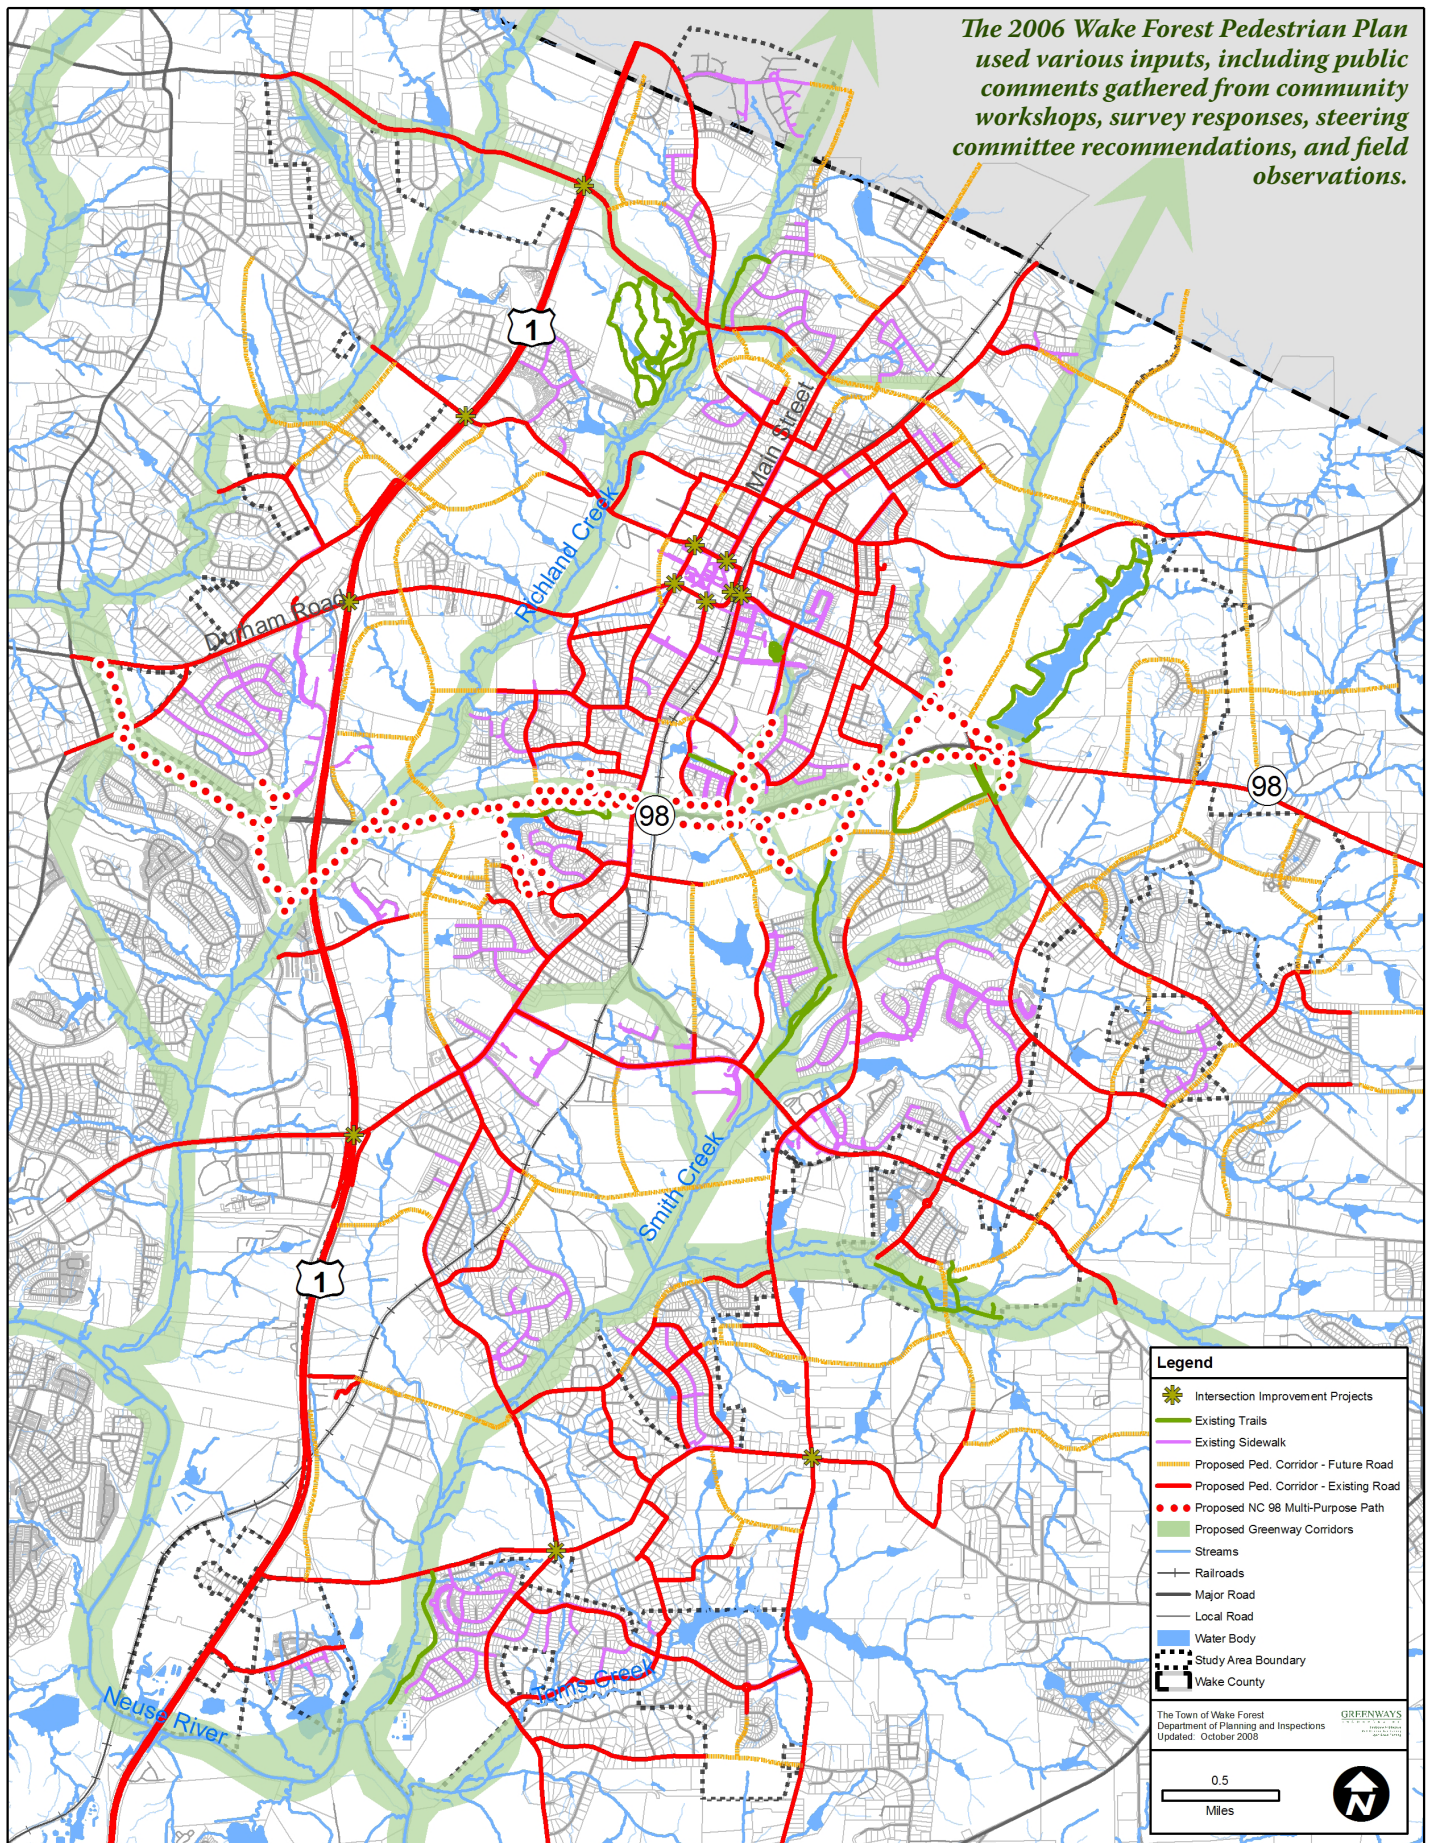 The 2006 Wake Forest Pedestrian Plan
used various inputs, including public
comments gathered from community
workshops, survey responses, steering
committee recommendations, and field
observations.
1
Main Street
Richland Creek
Durham Road
98
98
Smith Creek
1
Toms Creek
Neuse River
Legend
Intersection Improvement Projects
Existing Trails
Existing Sidewalk
Proposed Ped. Corridor - Future Road
Proposed Ped. Corridor - Existing Road
Proposed NC 98 Multi-Purpose Path
Proposed Greenway Corridors
Streams
Railroads
Major Road
Local Road
Water Body
Study Area Boundary
Wake County
The Town of Wake Forest
Department of Planning and Inspections
Updated: October 2008
GREENWAYS
0.5
Miles
N